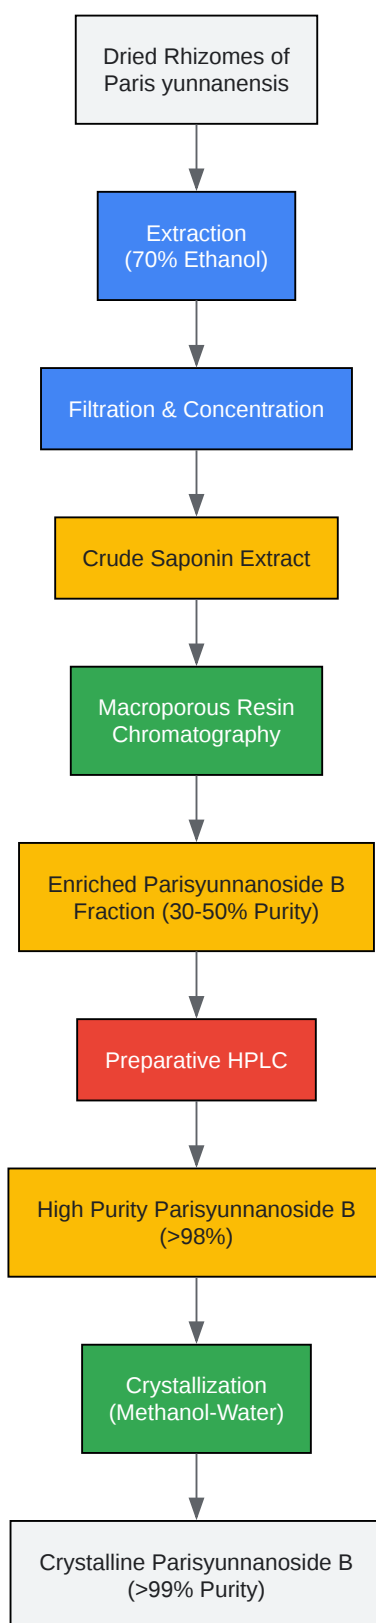 Dried Rhizomes of
Paris yunnanensis
Extraction
(70% Ethanol)
Filtration & Concentration
Crude Saponin Extract
Macroporous Resin
Chromatography
Enriched Parisyunnanoside B
Fraction (30-50% Purity)
Preparative HPLC
High Purity Parisyunnanoside B
(>98%)
Crystallization
(Methanol-Water)
Crystalline Parisyunnanoside B
(>99% Purity)